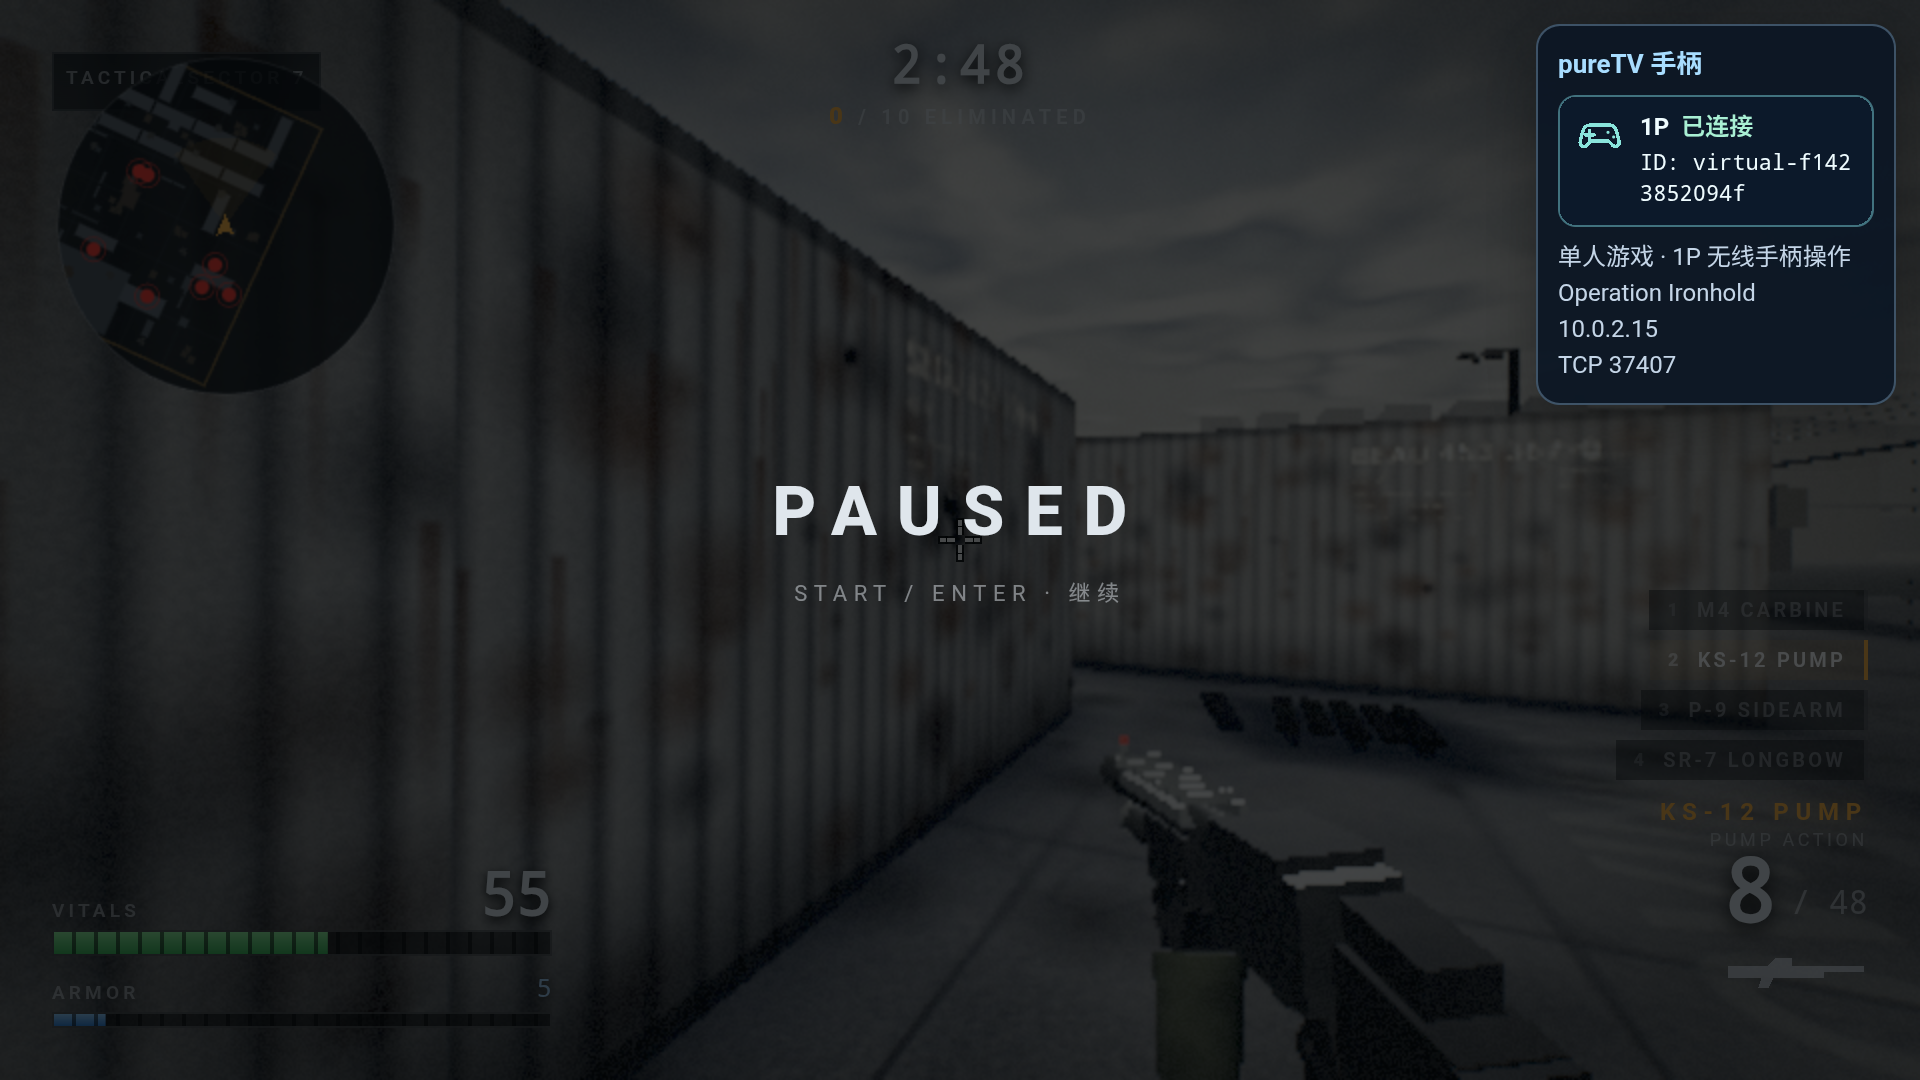 2:48
0 / 10 ELIMINATED
pureTV 手柄
1P 已连接
ID: virtual-f142
3852094f
单人游戏 · 1P 无线手柄操作
Operation Ironhold
10.0.2.15
TCP 37407
PAUSED
START / ENTER · 继续
1 M4 CARBINE
2 KS-12 PUMP
3 P-9 SIDEARM
4 SR-7 LONGBOW
KS-12 PUMP
PUMP ACTION
8 / 48
VITALS
55
ARMOR
5